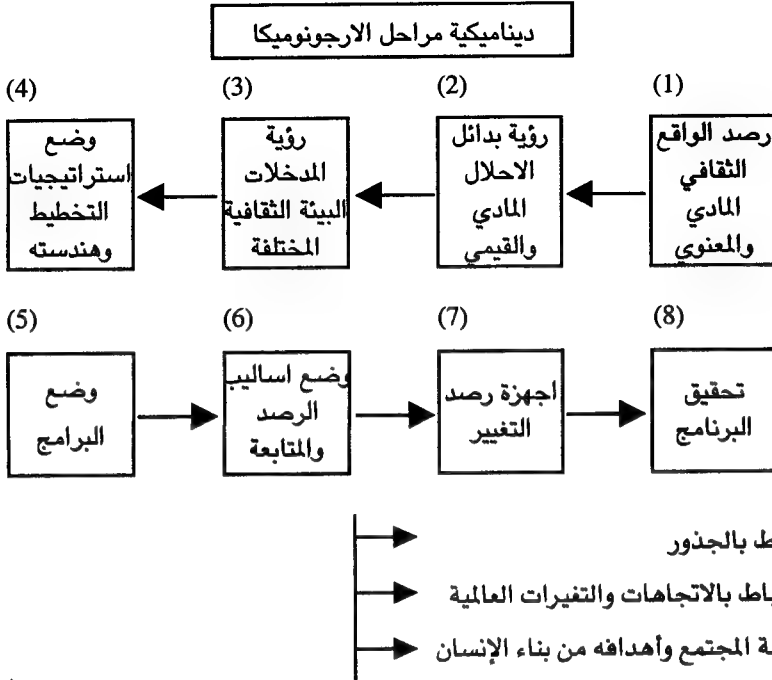 ديناميكية مراحل الارجونوميكا
(1)
رصد الواقع
الثقافي
المادي
والمعنوي
(2)
رؤية بدائل
الاحلال
المادي
والقيمي
(3)
رؤية
المدخلات
البيئة الثقافية
المختلفة
(4)
وضع
استراتيجيات
التخطيط
وهندسته
(5)
وضع
البرامج
(6)
وضع اساليب
الرصد
والمتابعة
(7)
اجهزة رصد
التغيير
(8)
تحقيق
البرنامج
بالجذور
بالاتجاهات والتفيرات العالمية
المجتمع وأهدافه من بناء الإنسان